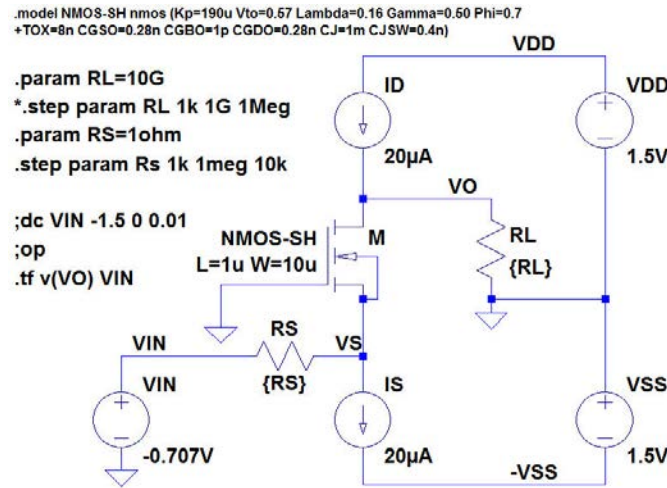 .model NMOS-SH nmos (Kp=190u Vto=0.57 Lambda=0.16 Gamma=0.50 Phi=0.7
+TOX=8n CGSO=0.28n CGBO=1p CGDO=0.28n CJ=1m CJSW=0.4n)
.param RL=10G
*.step param RL 1k 1G 1Meg
.param RS=1ohm
.step param Rs 1k 1meg 10k
;dc VIN -1.5 0 0.01
;op
.tf v(VO) VIN
VDD
ID
20µA
VDD
1.5V
VO
NMOS-SH
M
L=1u W=10u
RL
{RL}
VIN
RS
{RS}
VS
VIN
-0.707V
IS
20µA
VSS
1.5V
-VSS
+
−
+
−
+
−